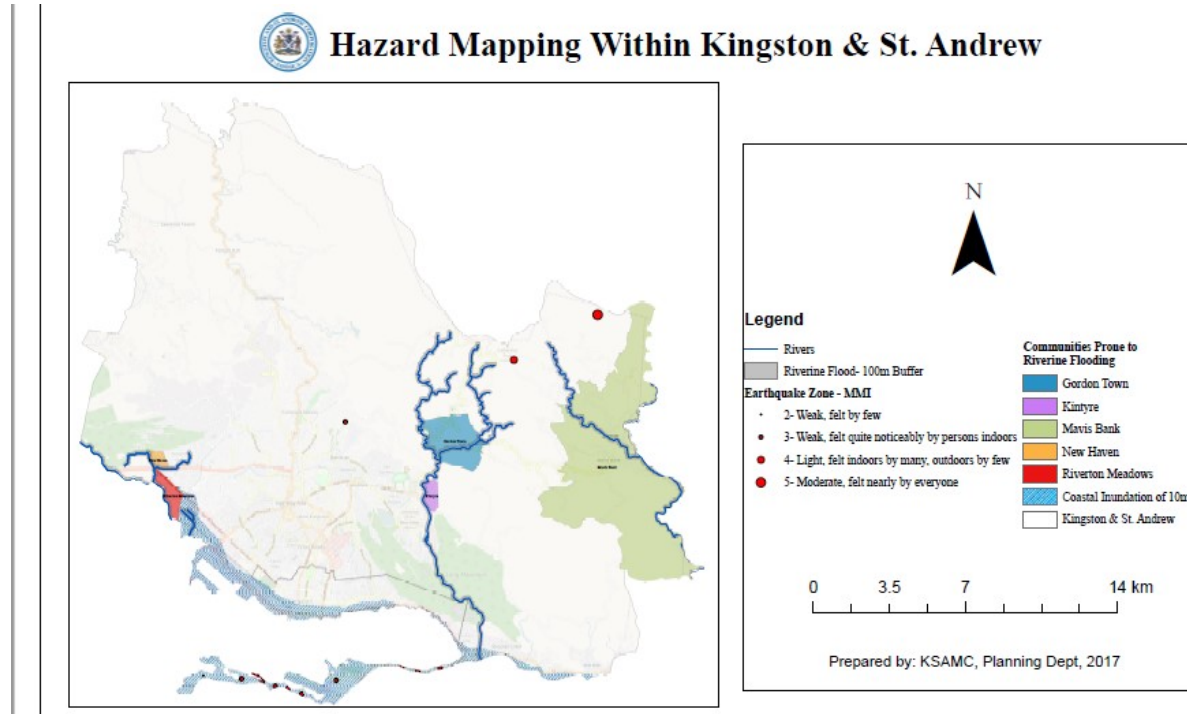 Hazard Mapping Within Kingston & St. Andrew
N
Legend
Rivers
Riverine Flood- 100m Buffer
Earthquake Zone - MMI
2- Weak, felt by few
3- Weak, felt quite noticeably by persons indoors
4- Light, felt indoors by many, outdoors by few
5- Moderate, felt nearly by everyone
Communities Prone to
Riverine Flooding
Gordon Town
Kintyre
Mavis Bank
New Haven
Riverton Meadows
Coastal Inundation of 10m
Kingston & St. Andrew
0 3.5 7 14 km
Prepared by: KSAMC, Planning Dept, 2017